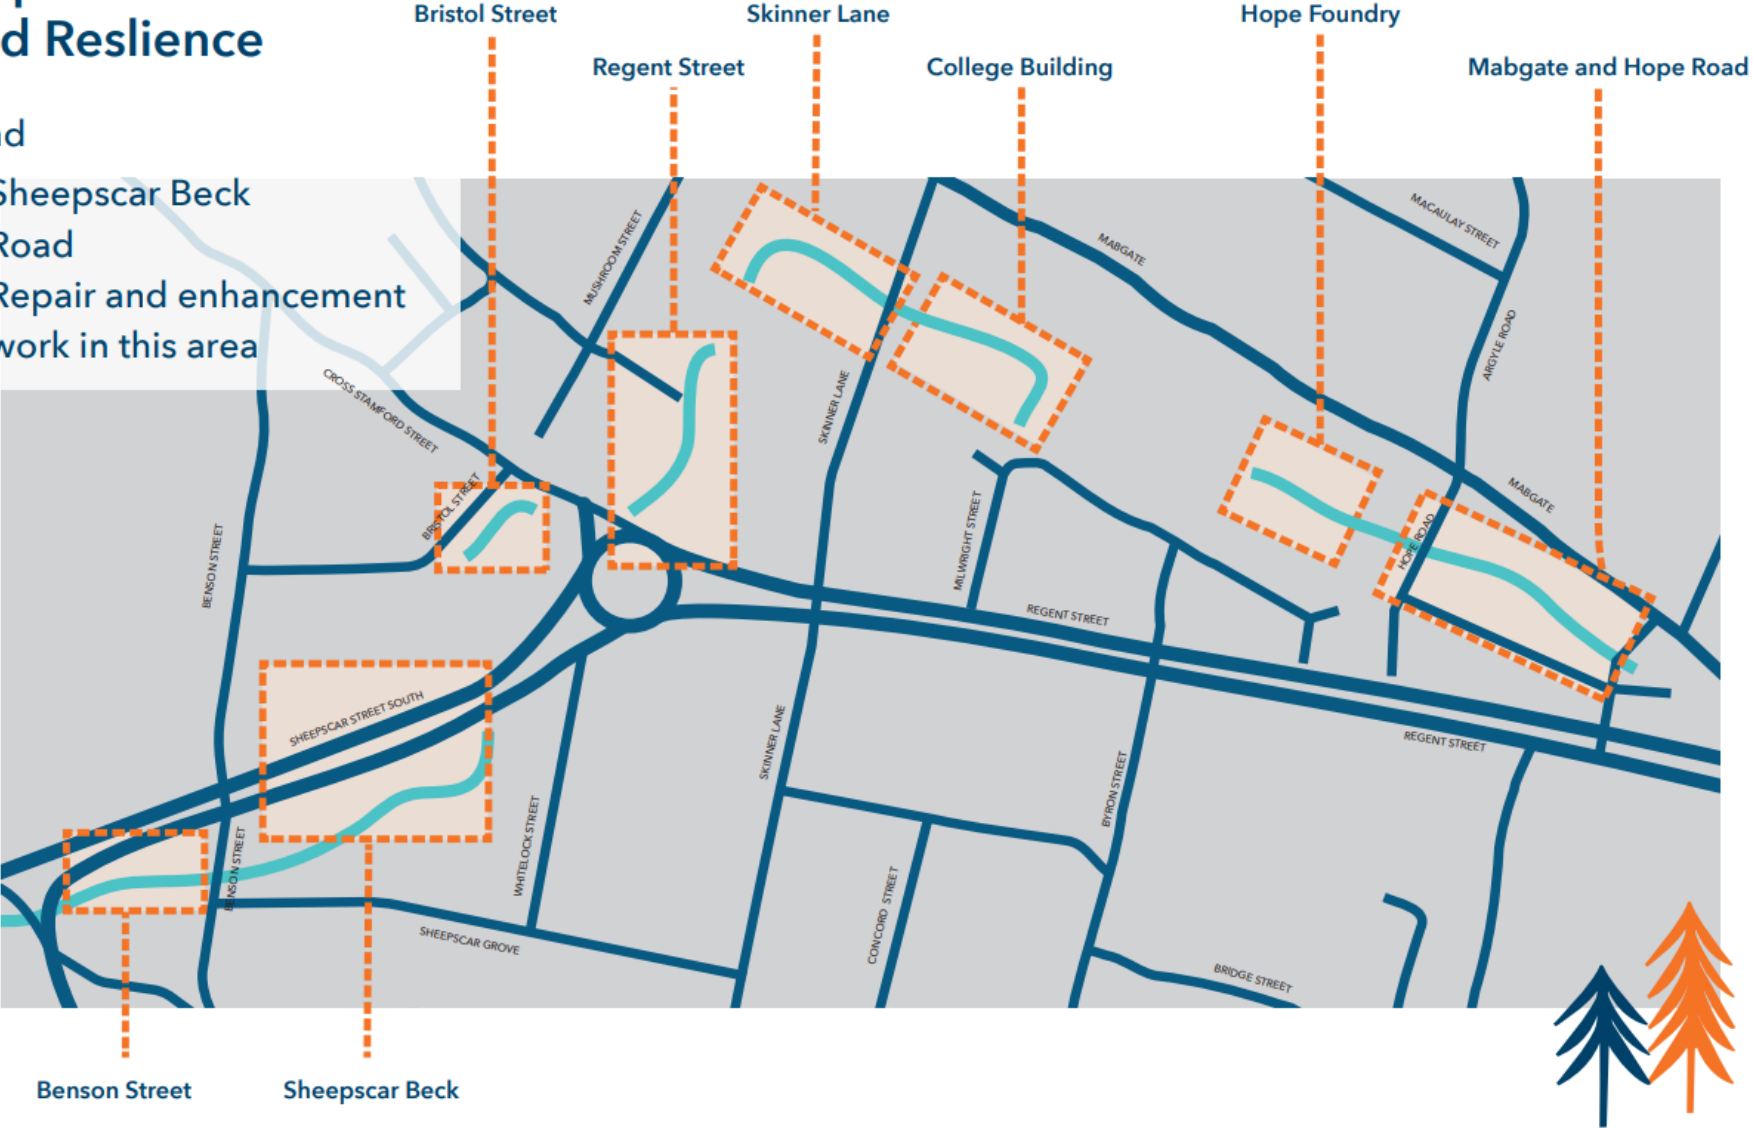 Bristol Street
Skinner Lane
Hope Foundry
d Reslience
Regent Street
College Building
Mabgate and Hope Road
d
Sheepscar Beck
Road
Repair and enhancement
work in this area
MUSHROOM STREET
MABGATE
MACAULAY STREET
ARGYLE ROAD
CROSS STAMFORD STREET
SKINNER LANE
BRISTOL STREET
MABGATE
HOPE ROAD
BENSON STREET
MILWRIGHT STREET
REGENT STREET
SHEEPSCAR STREET SOUTH
REGENT STREET
SKINNER LANE
BYRON STREET
WHITELOCK STREET
BENSON STREET
CONCORD STREET
SHEEPSCAR GROVE
BRIDGE STREET
Benson Street
Sheepscar Beck